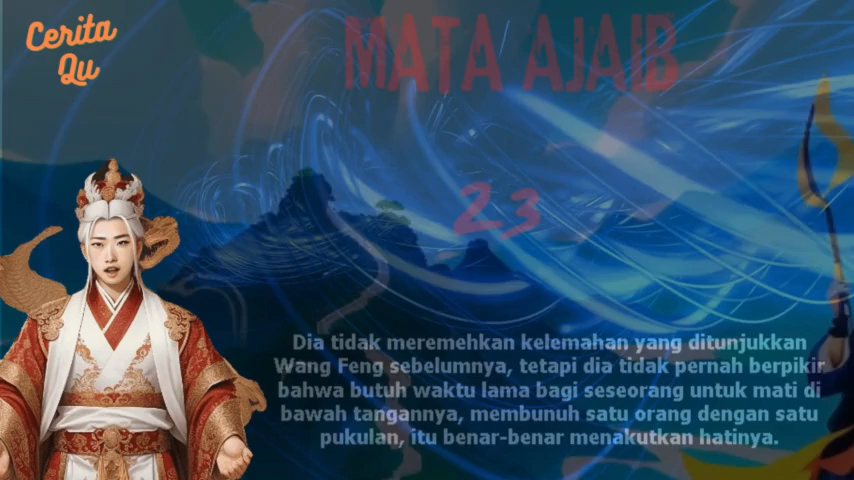 Cerita
Qu
MATA AJAIB
23
Dia tidak meremehkan kelemahan yang ditunjukkan
Wang Feng sebelumnya, tetapi dia tidak pernah berpikir
bahwa butuh waktu lama bagi seseorang untuk mati di
bawah tangannya, membunuh satu orang dengan satu
pukulan, itu benar-benar menakutkan hatinya.